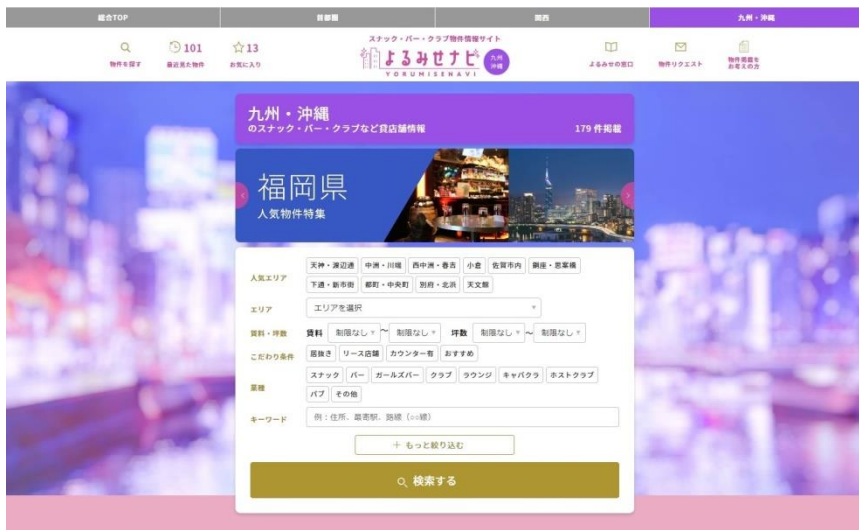 総合TOP
首都圏
関西
九州・沖縄
物件を探す
101
最近見た物件
13
お気に入り
スナック・バー・クラブ物件情報サイト
よるみせナビ
九州
沖縄
YORUMISENAVI
よるみせの窓口
物件リクエスト
物件掲載を
お考えの方
九州・沖縄
のスナック・バー・クラブなど貸店舗情報
179 件掲載
福岡県
人気物件特集
人気エリア
天神・渡辺通 中洲・川端 西中洲・春吉 小倉 佐賀市内 銅座・思案橋
下通・新市街 都町・中央町 別府・北浜 天文館
エリア
エリアを選択
賃料・坪数
賃料 制限なし 〜 制限なし 坪数 制限なし 〜 制限なし
こだわり条件
居抜き リース店舗 カウンター有 おすすめ
業種
スナック バー ガールズバー クラブ ラウンジ キャバクラ ホストクラブ
パブ その他
キーワード
例：住所、最寄駅、路線（○○線）
＋ もっと絞り込む
検索する